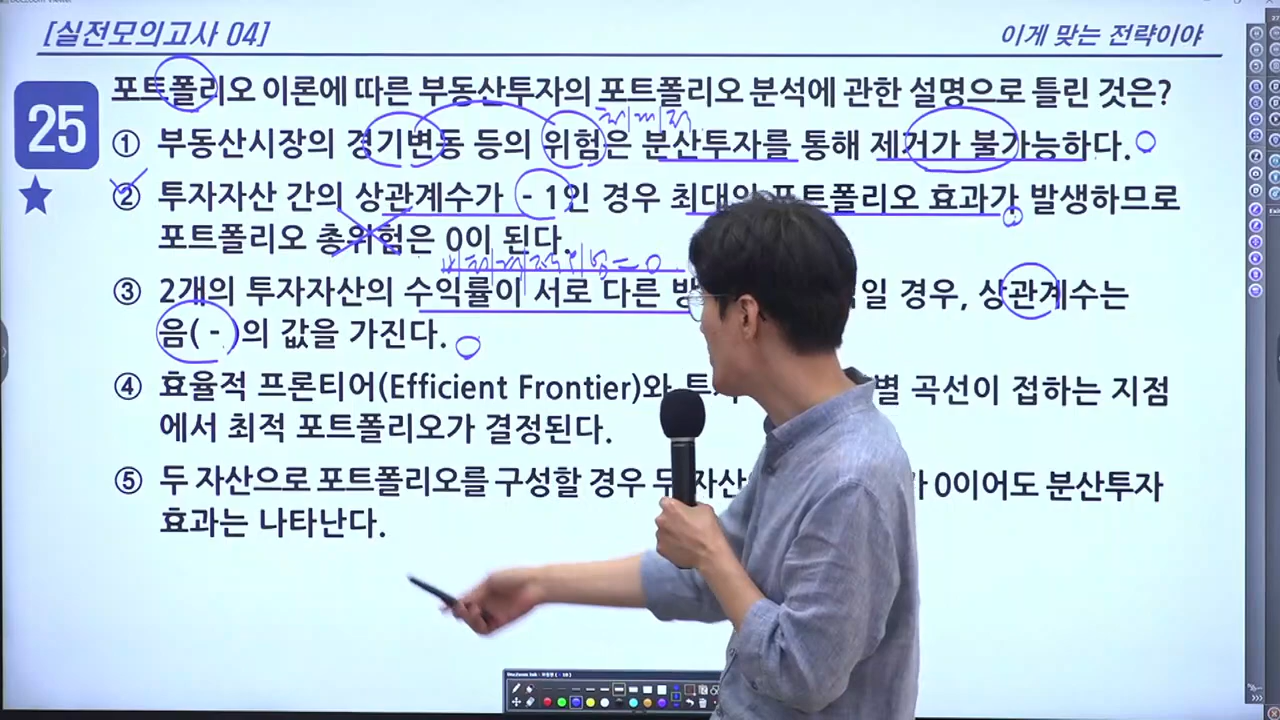 [실전모의고사 04]
이게 맞는 전략이야
25
포트폴리오 이론에 따른 부동산투자의 포트폴리오 분석에 관한 설명으로 틀린 것은?
① 부동산시장의 경기변동 등의 위험은 분산투자를 통해 제거가 불가능하다.
② 투자자산 간의 상관계수가 -1인 경우 최대의 포트폴리오 효과가 발생하므로
포트폴리오 총위험은 0이 된다.
= 0
③ 2개의 투자자산의 수익률이 서로 다른 일 경우, 상관계수는
음( - )의 값을 가진다.
④ 효율적 프론티어(Efficient Frontier)와 곡선이 접하는 지점
에서 최적 포트폴리오가 결정된다.
⑤ 두 자산으로 포트폴리오를 구성할 경우 두 0이어도 분산투자
효과는 나타난다.